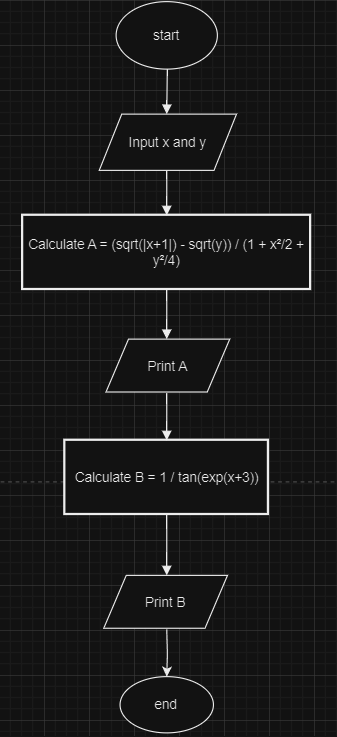 start
Input x and y
Calculate A = (sqrt(|x+1|) - sqrt(y)) / (1 + x²/2 +
y²/4)
Print A
Calculate B = 1 / tan(exp(x+3))
Print B
end